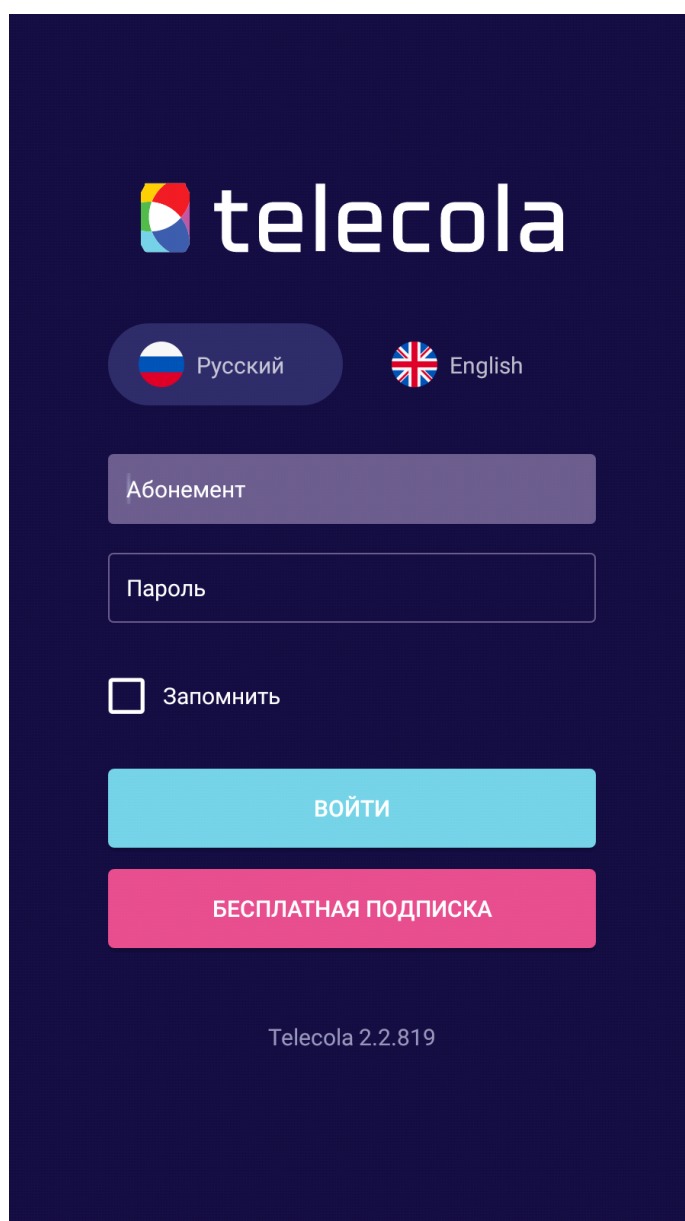 telecola
Русский English
Абонемент
Пароль
Запомнить
ВОЙТИ
БЕСПЛАТНАЯ ПОДПИСКА
Telecola 2.2.819